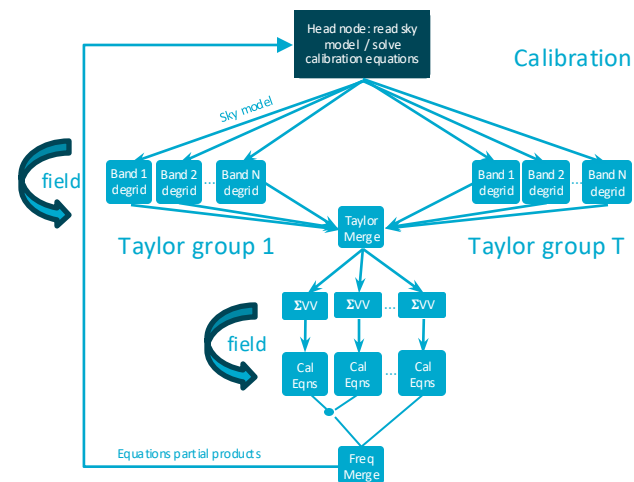 Head node: read sky
model / solve
calibration equations
Calibration
Sky model
field
Band 1
degrid
Band 2
degrid
...
Band N
degrid
Band 1
degrid
Band 2
degrid
...
Band N
degrid
Taylor group 1
Taylor
Merge
Taylor group T
ΣVV
ΣVV
...
ΣVV
field
Cal
Eqns
Cal
Eqns
...
Cal
Eqns
Equations partial products
Freq
Merge